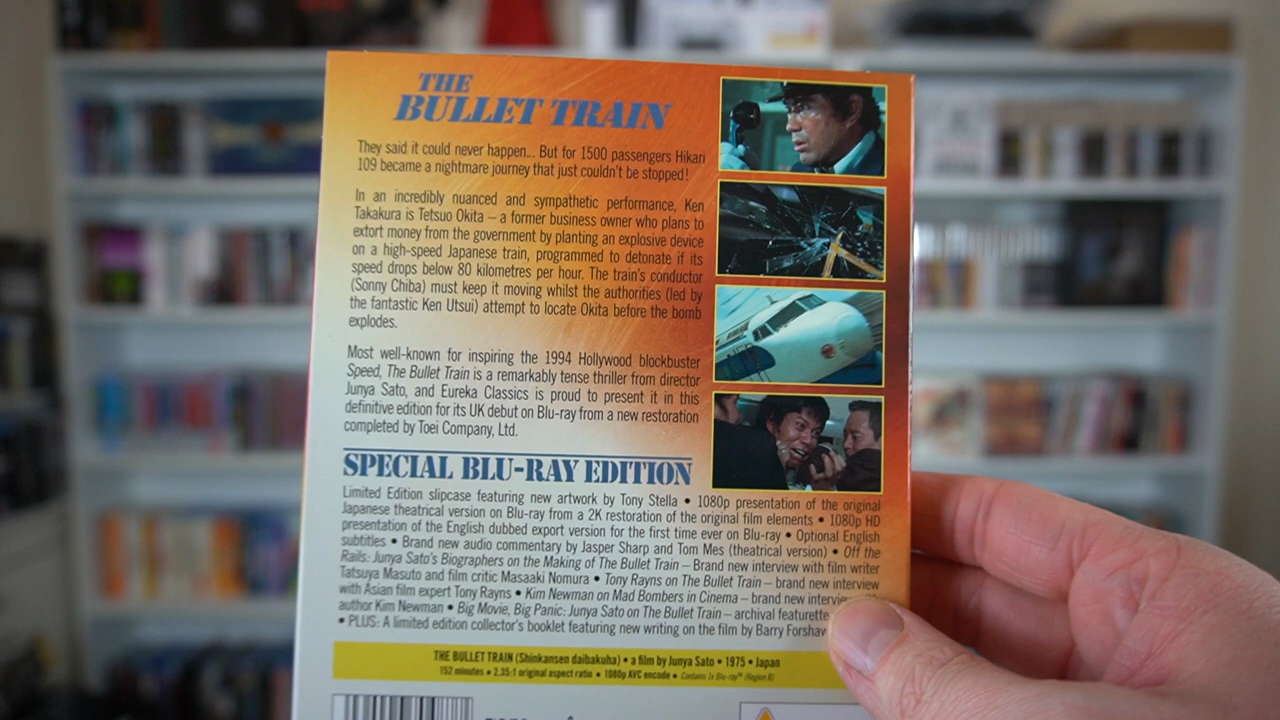 THE
BULLET TRAIN
They said it could never happen... But for 1500 passengers Hikari
109 became a nightmare journey that just couldn't be stopped!
In an incredibly nuanced and sympathetic performance, Ken
Takakura is Tetsuo Okita – a former business owner who plans to
extort money from the government by planting an explosive device
on a high-speed Japanese train, programmed to detonate if its
speed drops below 80 kilometres per hour. The train's conductor
(Sonny Chiba) must keep it moving whilst the authorities (led by
the fantastic Ken Utsui) attempt to locate Okita before the bomb
explodes.
Most well-known for inspiring the 1994 Hollywood blockbuster
Speed, The Bullet Train is a remarkably tense thriller from director
Junya Sato, and Eureka Classics is proud to present it in this
definitive edition for its UK debut on Blu-ray from a new restoration
completed by Toei Company, Ltd.
SPECIAL BLU-RAY EDITION
Limited Edition slipcase featuring new artwork by Tony Stella • 1080p presentation of the original
Japanese theatrical version on Blu-ray from a 2K restoration of the original film elements • 1080p HD
presentation of the English dubbed export version for the first time ever on Blu-ray • Optional English
subtitles • Brand new audio commentary by Jasper Sharp and Tom Mes (theatrical version) • Off the
Rails: Junya Sato's Biographers on the Making of The Bullet Train – Brand new interview with film writer
Tatsuya Masuto and film critic Masaaki Nomura • Tony Rayns on The Bullet Train – brand new interview
with Asian film expert Tony Rayns • Kim Newman on Mad Bombers in Cinema – brand new interview
author Kim Newman • Big Movie, Big Panic: Junya Sato on The Bullet Train – archival featurette
• PLUS: A limited edition collector's booklet featuring new writing on the film by Barry
THE BULLET TRAIN (Shinkansen daibakuha) • a film by Junya Sato • 1975 • Japan
152 minutes • 2.35:1 original aspect ratio • 1080p AVC encode • Contains 1x Blu-ray™ (Region B)